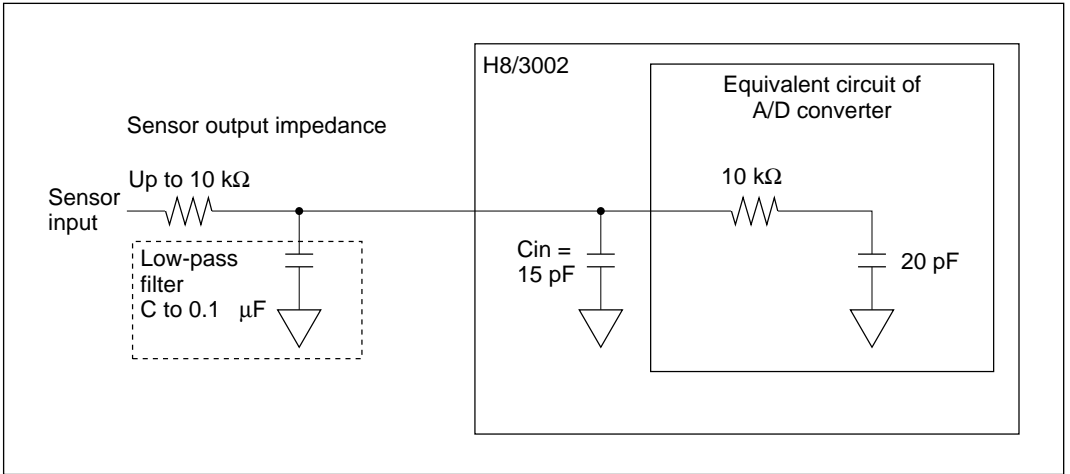 H8/3002
Equivalent circuit of
A/D converter
Sensor output impedance
Up to 10 kΩ
10 kΩ
Sensor
input
Low-pass
filter
C to 0.1 μF
Cin =
15 pF
20 pF